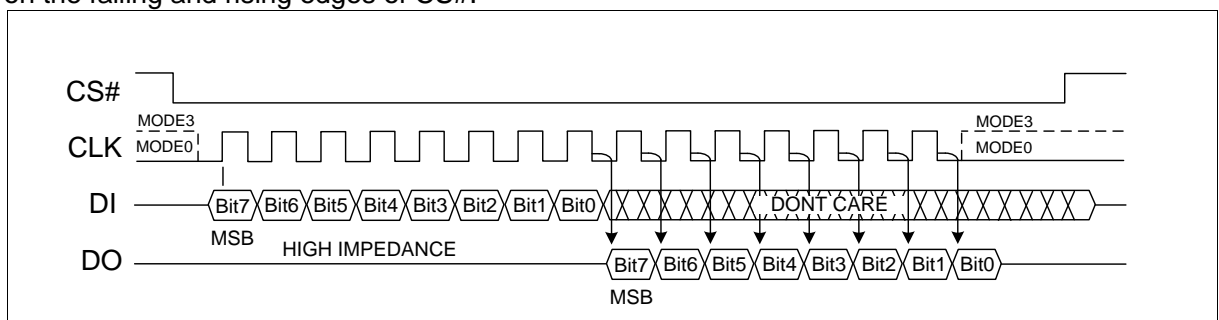 on the falling and rising edges of CS#.
CS#
MODE3 MODE3
CLK MODE0 MODE0
DI Bit7 Bit6 Bit5 Bit4 Bit3 Bit2 Bit1 Bit0 DONT CARE
MSB
DO HIGH IMPEDANCE Bit7 Bit6 Bit5 Bit4 Bit3 Bit2 Bit1 Bit0
MSB